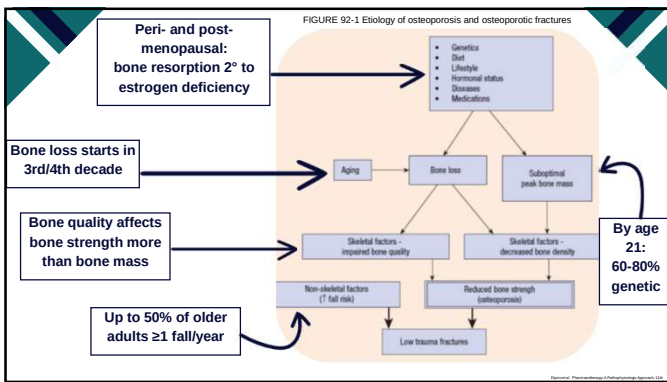 FIGURE 92-1 Etiology of osteoporosis and osteoporotic fractures
Peri- and post-
menopausal:
bone resorption 2° to
estrogen deficiency
• Genetics
• Diet
• Lifestyle
• Hormonal status
• Diseases
• Medications
Bone loss starts in
3rd/4th decade
Aging
Bone loss
Suboptimal
peak bone mass
Bone quality affects
bone strength more
than bone mass
Skeletal factors -
impaired bone quality
Skeletal factors -
decreased bone density
By age
21:
60-80%
genetic
Non-skeletal factors
(↑ fall risk)
Reduced bone strengh
(osteoporosis)
Up to 50% of older
adults ≥1 fall/year
Low trauma fractures
Pharmacotherapy: A Pathophysiologic Approach